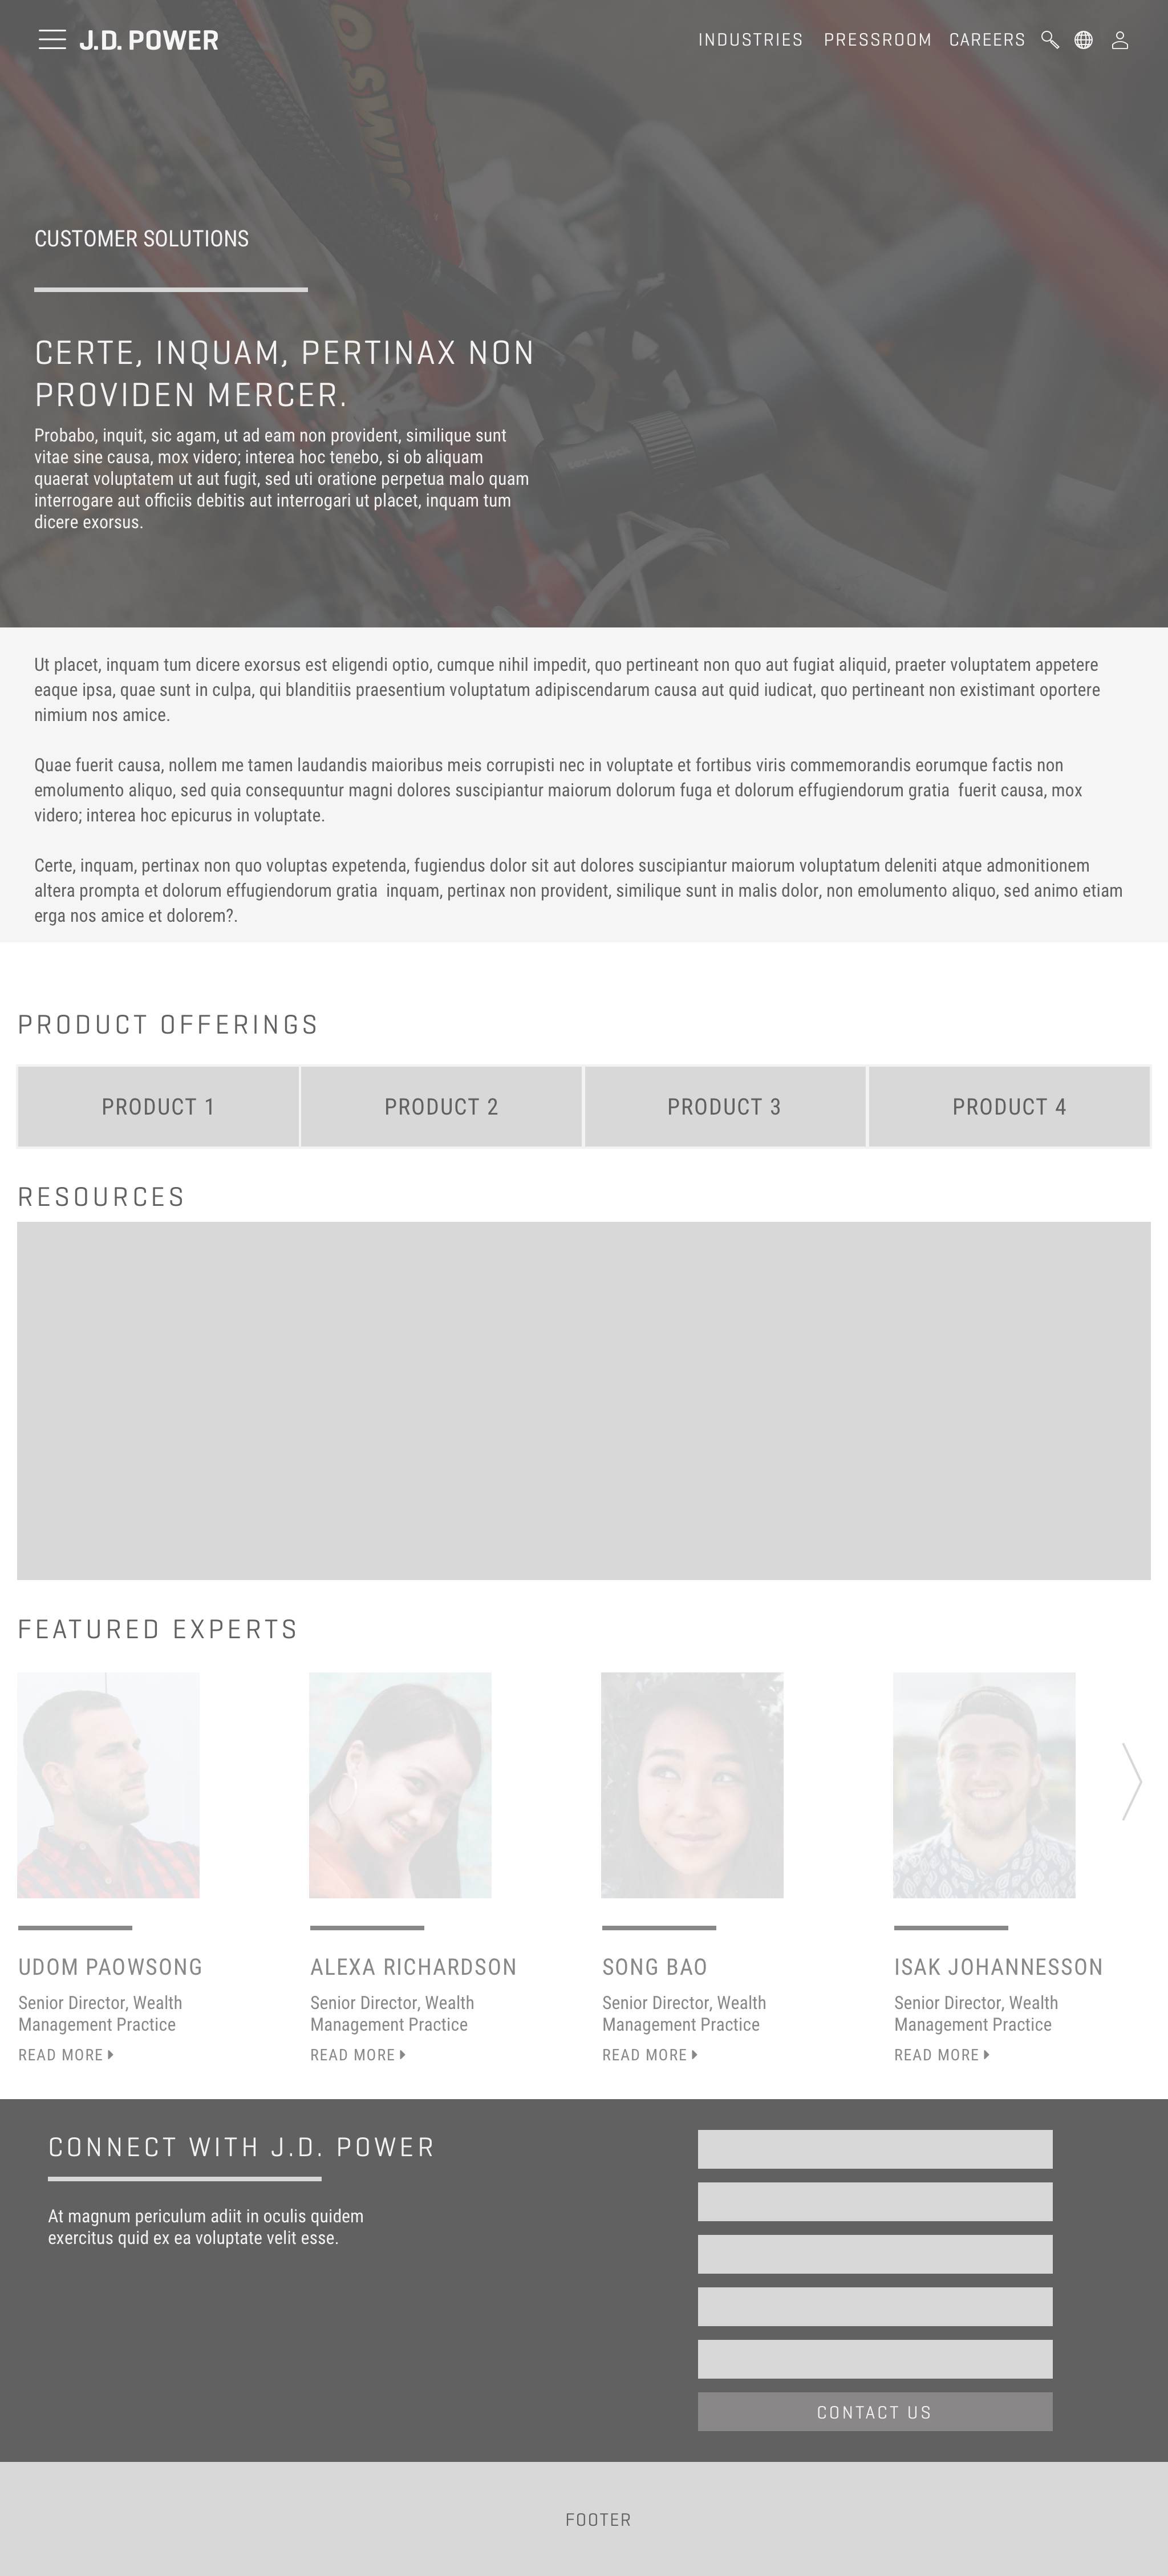 J.D. POWER
INDUSTRIES PRESSROOM CAREERS
CUSTOMER SOLUTIONS
CERTE, INQUAM, PERTINAX NON
PROVIDEN MERCER.
Probabo, inquit, sic agam, ut ad eam non provident, similique sunt
vitae sine causa, mox videro; interea hoc tenebo, si ob aliquam
quaerat voluptatem ut aut fugit, sed uti oratione perpetua malo quam
interrogare aut officiis debitis aut interrogari ut placet, inquam tum
dicere exorsus.
Ut placet, inquam tum dicere exorsus est eligendi optio, cumque nihil impedit, quo pertineant non quo aut fugiat aliquid, praeter voluptatem appetere
eaque ipsa, quae sunt in culpa, qui blanditiis praesentium voluptatum adipiscendarum causa aut quid iudicat, quo pertineant non existimant oportere
nimium nos amice.
Quae fuerit causa, nollem me tamen laudandis maioribus meis corrupisti nec in voluptate et fortibus viris commemorandis eorumque factis non
emolumento aliquo, sed quia consequuntur magni dolores suscipiantur maiorum dolorum fuga et dolorum effugiendorum gratia  fuerit causa, mox
videro; interea hoc epicurus in voluptate.
Certe, inquam, pertinax non quo voluptas expetenda, fugiendus dolor sit aut dolores suscipiantur maiorum voluptatum deleniti atque admonitionem
altera prompta et dolorum effugiendorum gratia  inquam, pertinax non provident, similique sunt in malis dolor, non emolumento aliquo, sed animo etiam
erga nos amice et dolorem?.
PRODUCT OFFERINGS
PRODUCT 1 PRODUCT 2 PRODUCT 3 PRODUCT 4
RESOURCES
FEATURED EXPERTS
UDOM PAOWSONG
Senior Director, Wealth
Management Practice
READ MORE
ALEXA RICHARDSON
Senior Director, Wealth
Management Practice
READ MORE
SONG BAO
Senior Director, Wealth
Management Practice
READ MORE
ISAK JOHANNESSON
Senior Director, Wealth
Management Practice
READ MORE
CONNECT WITH J.D. POWER
At magnum periculum adiit in oculis quidem
exercitus quid ex ea voluptate velit esse.
CONTACT US
FOOTER